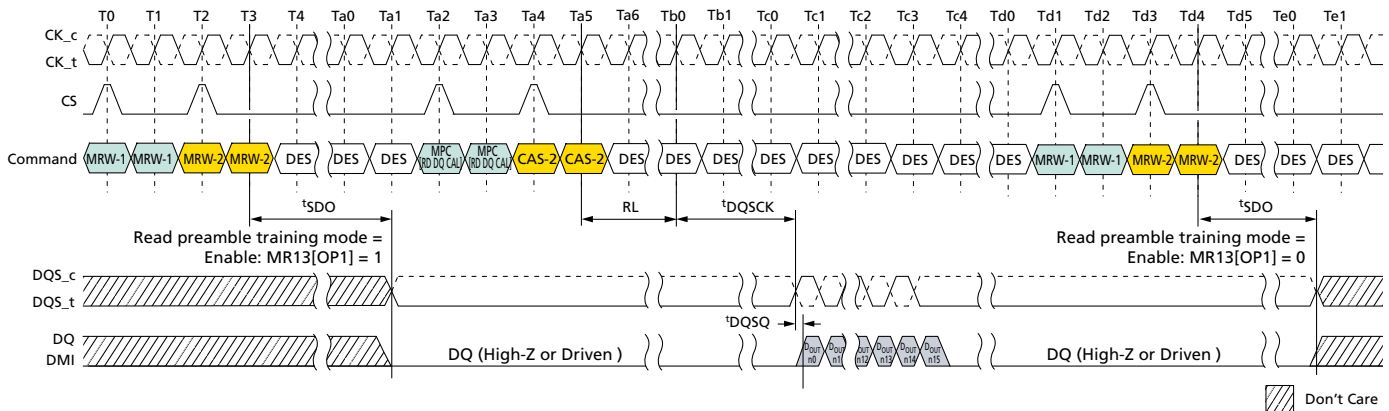 T0 T1 T2 T3 T4 Ta0 Ta1 Ta2 Ta3 Ta4 Ta5 Ta6 Tb0 Tb1 Tc0 Tc1 Tc2 Tc3 Tc4 Td0 Td1 Td2 Td3 Td4 Td5 Te0 Te1
CK_c
CK_t
CS
Command MRW-1 MRW-1 MRW-2 MRW-2 DES DES DES MPC [RD DQ CAL] MPC [RD DQ CAL] CAS-2 CAS-2 DES DES DES DES DES DES DES DES DES MRW-1 MRW-1 MRW-2 MRW-2 DES DES DES
tSDO RL tDQSCK tSDO
Read preamble training mode =
Enable: MR13[OP1] = 1
Read preamble training mode =
Enable: MR13[OP1] = 0
DQS_c
DQS_t
tDQSQ
DQ
DMI
DQ (High-Z or Driven )
DOUT n0 DOUT n1 DOUT n12 DOUT n13 DOUT n14 DOUT n15
DQ (High-Z or Driven )
Don't Care